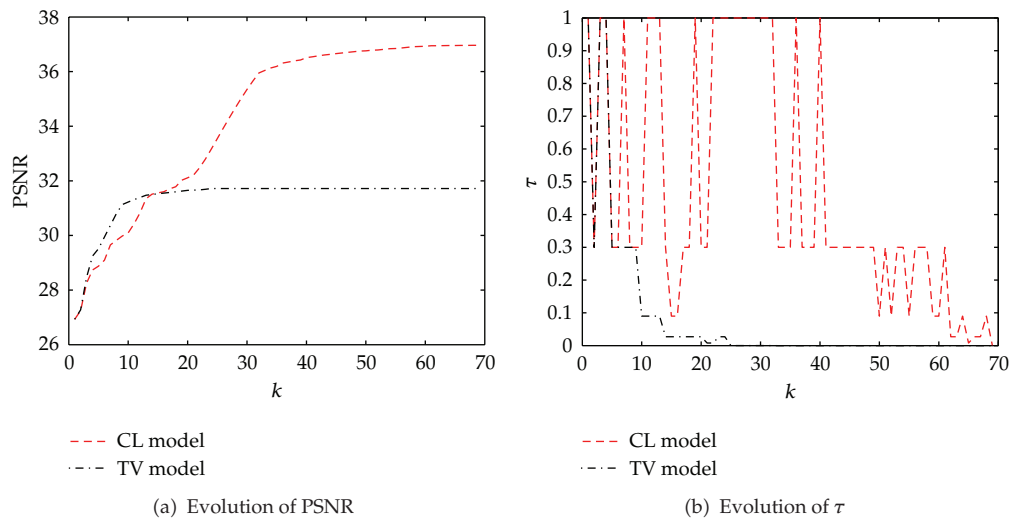 38
36
34
32
30
28
26
PSNR
0 10 20 30 40 50 60 70
k
CL model
TV model
(a) Evolution of PSNR
1
0.9
0.8
0.7
0.6
0.5
0.4
0.3
0.2
0.1
0
τ
0 10 20 30 40 50 60 70
k
CL model
TV model
(b) Evolution of τ